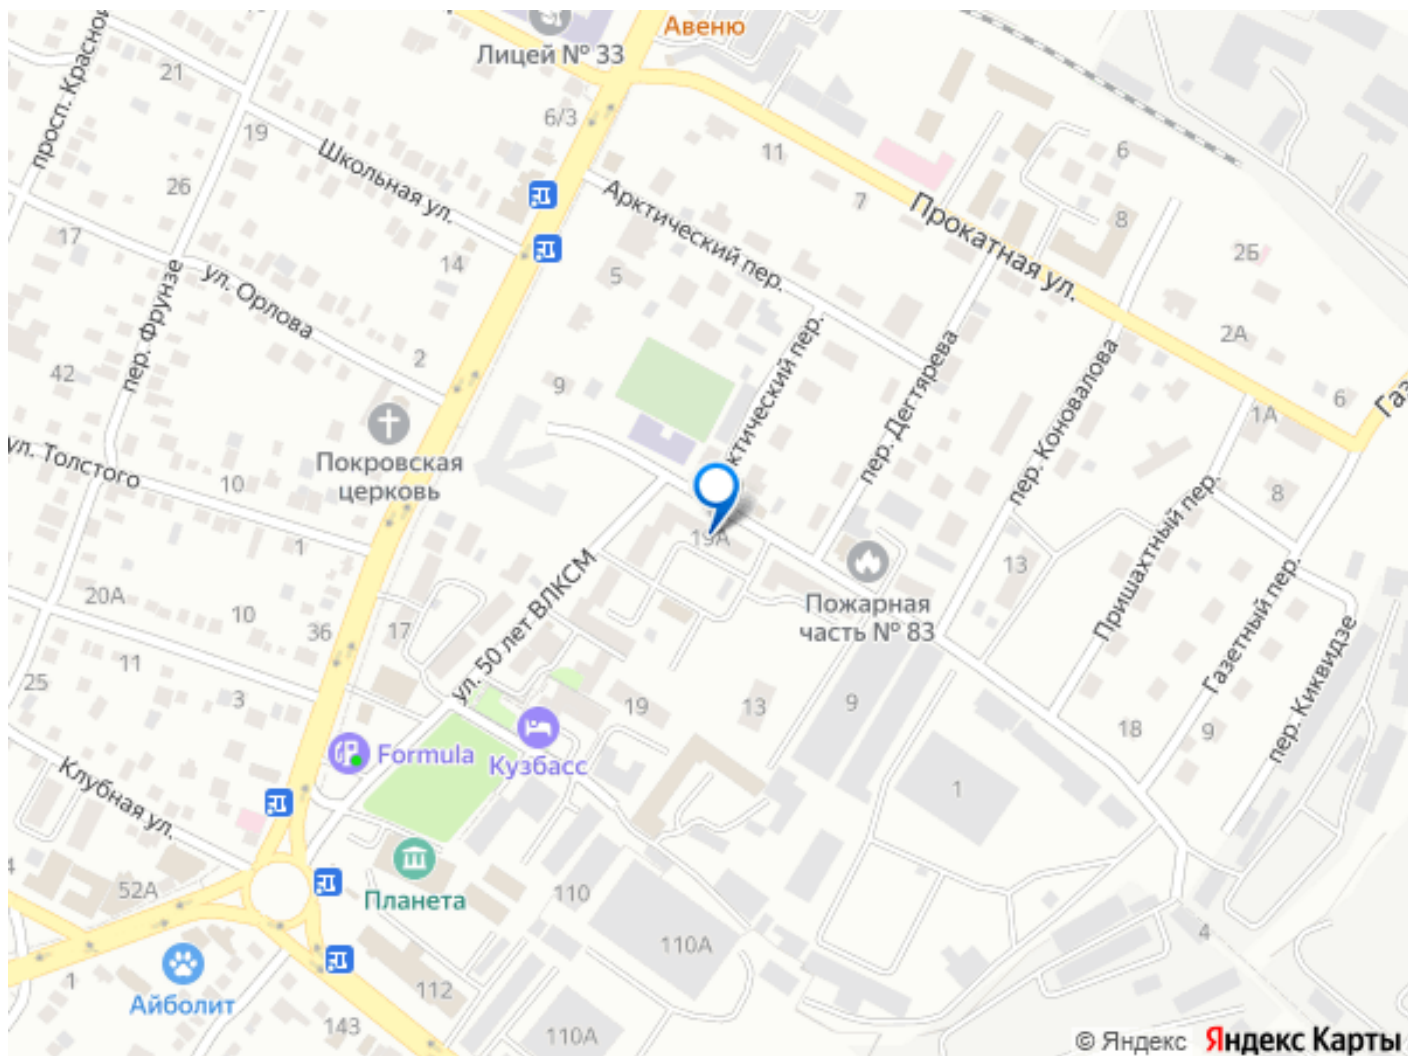 Авеню
Лицей № 33
просп. Красной
21
6/3
19
Школьная ул.
11
6
26
Арктический пер.
7
Прокатная ул.
8
17
14
5
2Б
ул. Орлова
пер. Фрунзе
2
2А
42
9
ктический пер.
пер. Дегтярева
пер. Коновалова
6
1А
Газ
Покровская
церковь
ул. Толстого
10
8
1
19А
Пришахтный пер.
13
Газетный пер.
20А
10
36
17
ул. 50 лет ВЛКСМ
Пожарная
часть № 83
11
25
3
19
13
9
18
9
пер. Киквидзе
Formula
Кузбасс
Клубная ул.
1
52А
4
Планета
110
110А
4
1
Айболит
112
143
110А
© Яндекс Яндекс Карты